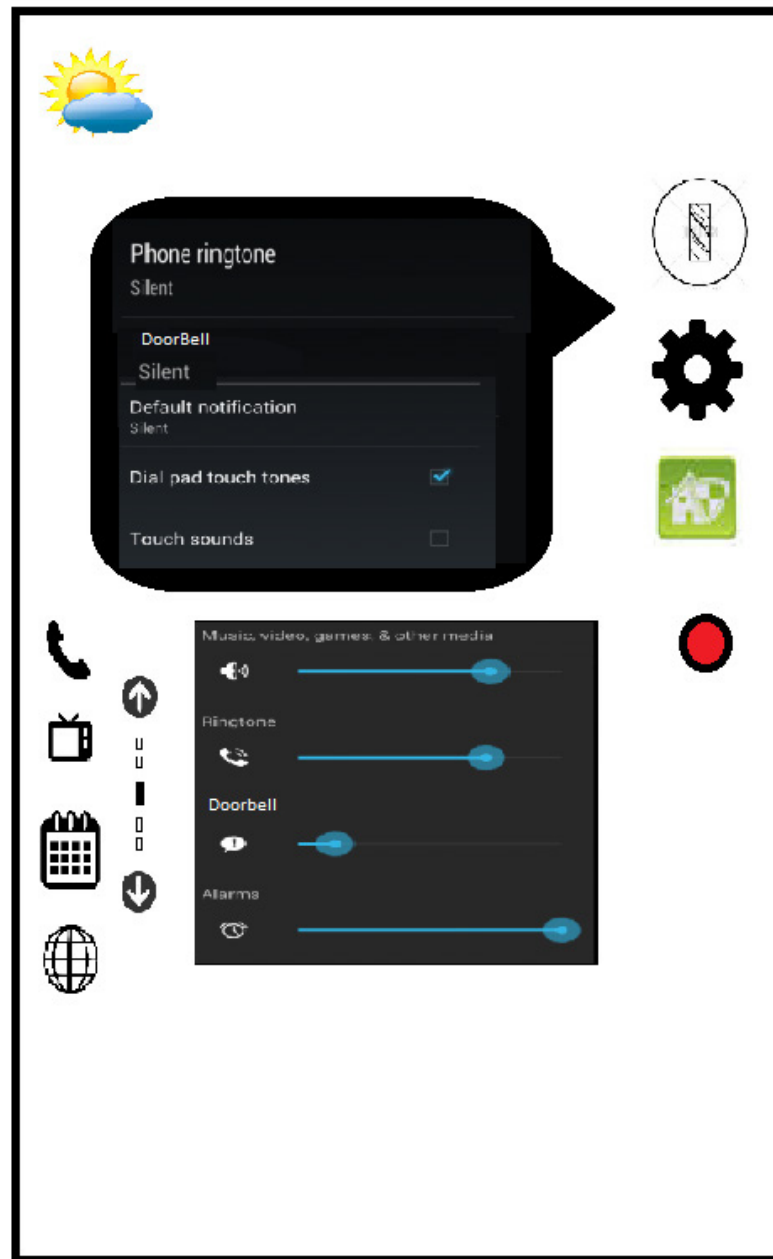 Phone ringtone
Silent
DoorBell
Silent
Default notification
Silent
Dial pad touch tones
Touch sounds
Music, video, games, & other media
Ringtone
Doorbell
Alarms